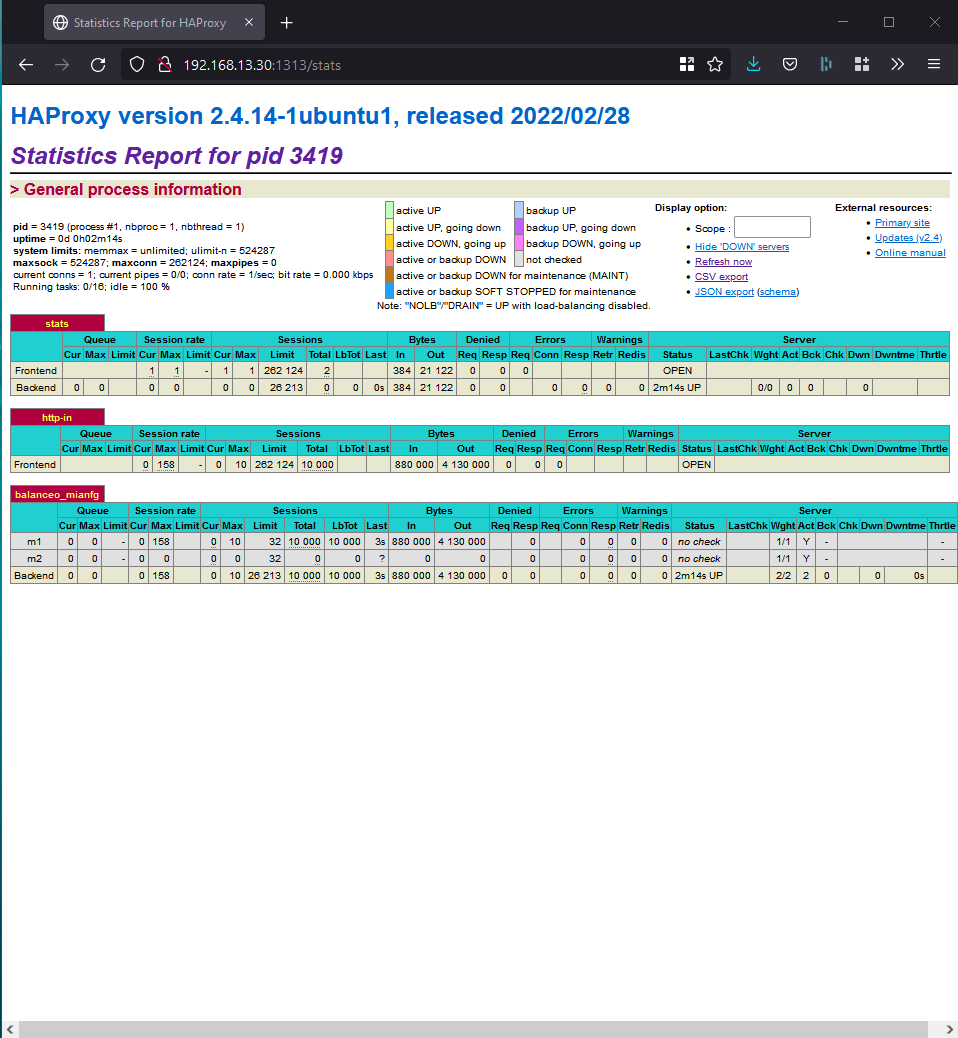 Statistics Report for HAProxy
192.168.13.30:1313/stats
HAProxy version 2.4.14-1ubuntu1, released 2022/02/28
Statistics Report for pid 3419
> General process information
pid = 3419 (process #1, nbproc = 1, nbthread = 1)
uptime = 0d 0h02m14s
system limits: memmax = unlimited; ulimit-n = 524287
maxsock = 524287; maxconn = 262124; maxpipes = 0
current conns = 1; current pipes = 0/0; conn rate = 1/sec; bit rate = 0.000 kbps
Running tasks: 0/16; idle = 100 %
active UP backup UP
active UP, going down backup UP, going down
active DOWN, going up backup DOWN, going up
active or backup DOWN not checked
active or backup DOWN for maintenance (MAINT)
active or backup SOFT STOPPED for maintenance
Note: "NOLB"/"DRAIN" = UP with load-balancing disabled.
Display option:
• Scope :
• Hide 'DOWN' servers
• Refresh now
• CSV export
• JSON export (schema)
External resources:
• Primary site
• Updates (v2.4)
• Online manual
stats
Queue Session rate Sessions Bytes Denied Errors Warnings Server
Cur Max Limit Cur Max Limit Cur Max Limit Total LbTot Last In Out Req Resp Req Conn Resp Retr Redis Status LastChk Wght Act Bck Chk Dwn Dwntme Thrtle
Frontend 1 1 - 1 1 262 124 2 384 21 122 0 0 0 OPEN
Backend 0 0 0 0 0 0 26 213 0 0 0s 384 21 122 0 0 0 0 0 0 2m14s UP 0/0 0 0 0
http-in
Queue Session rate Sessions Bytes Denied Errors Warnings Server
Cur Max Limit Cur Max Limit Cur Max Limit Total LbTot Last In Out Req Resp Req Conn Resp Retr Redis Status LastChk Wght Act Bck Chk Dwn Dwntme Thrtle
Frontend 0 158 - 0 10 262 124 10 000 880 000 4 130 000 0 0 0 OPEN
balanceo_mianfg
Queue Session rate Sessions Bytes Denied Errors Warnings Server
Cur Max Limit Cur Max Limit Cur Max Limit Total LbTot Last In Out Req Resp Req Conn Resp Retr Redis Status LastChk Wght Act Bck Chk Dwn Dwntme Thrtle
m1 0 0 - 0 158 0 10 32 10 000 10 000 3s 880 000 4 130 000 0 0 0 0 0 no check 1/1 Y - -
m2 0 0 - 0 0 0 0 32 0 0 ? 0 0 0 0 0 0 0 no check 1/1 Y - -
Backend 0 0 0 158 0 10 26 213 10 000 10 000 3s 880 000 4 130 000 0 0 0 0 0 0 2m14s UP 2/2 2 0 0 0s